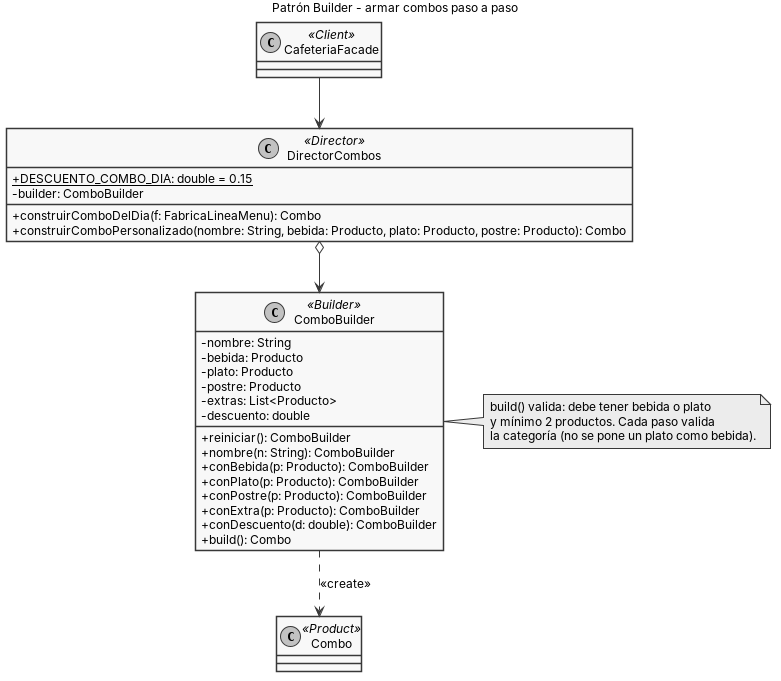 Patrón Builder - armar combos paso a paso
«Client»
C
CafeteriaFacade
«Director»
C
DirectorCombos
+DESCUENTO_COMBO_DIA: double = 0.15
-builder: ComboBuilder
+construirComboDelDia(f: FabricaLineaMenu): Combo
+construirComboPersonalizado(nombre: String, bebida: Producto, plato: Producto, postre: Producto): Combo
«Builder»
C
ComboBuilder
-nombre: String
-bebida: Producto
-plato: Producto
-postre: Producto
-extras: List<Producto>
-descuento: double
+reiniciar(): ComboBuilder
+nombre(n: String): ComboBuilder
+conBebida(p: Producto): ComboBuilder
+conPlato(p: Producto): ComboBuilder
+conPostre(p: Producto): ComboBuilder
+conExtra(p: Producto): ComboBuilder
+conDescuento(d: double): ComboBuilder
+build(): Combo
build() valida: debe tener bebida o plato
y mínimo 2 productos. Cada paso valida
la categoría (no se pone un plato como bebida).
«create»
«Product»
C
Combo